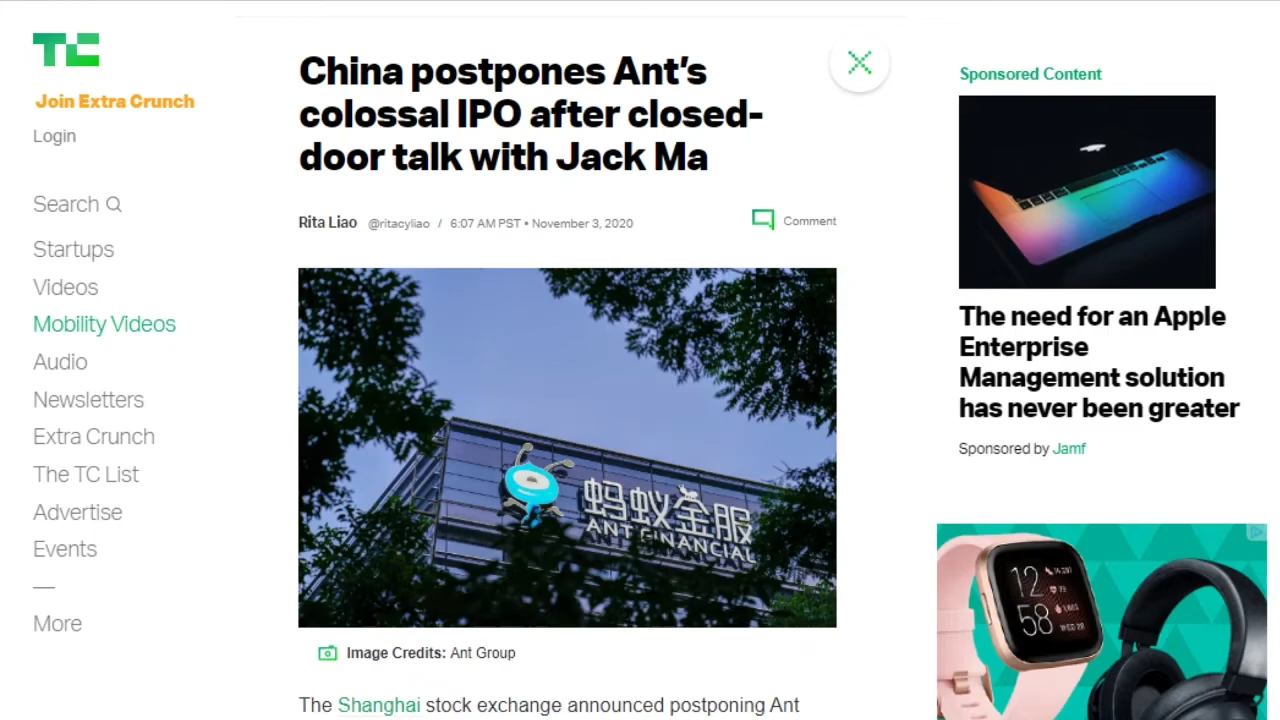 TC
Join Extra Crunch
Login
Search
Startups
Videos
Mobility Videos
Audio
Newsletters
Extra Crunch
The TC List
Advertise
Events
—
More
China postpones Ant’s
colossal IPO after closed-
door talk with Jack Ma
Rita Liao @ritacyliao / 6:07 AM PST • November 3, 2020
Comment
蚂蚁金服
ANT FINANCIAL
Image Credits: Ant Group
The Shanghai stock exchange announced postponing Ant
Sponsored Content
The need for an Apple
Enterprise
Management solution
has never been greater
Sponsored by Jamf
12
58